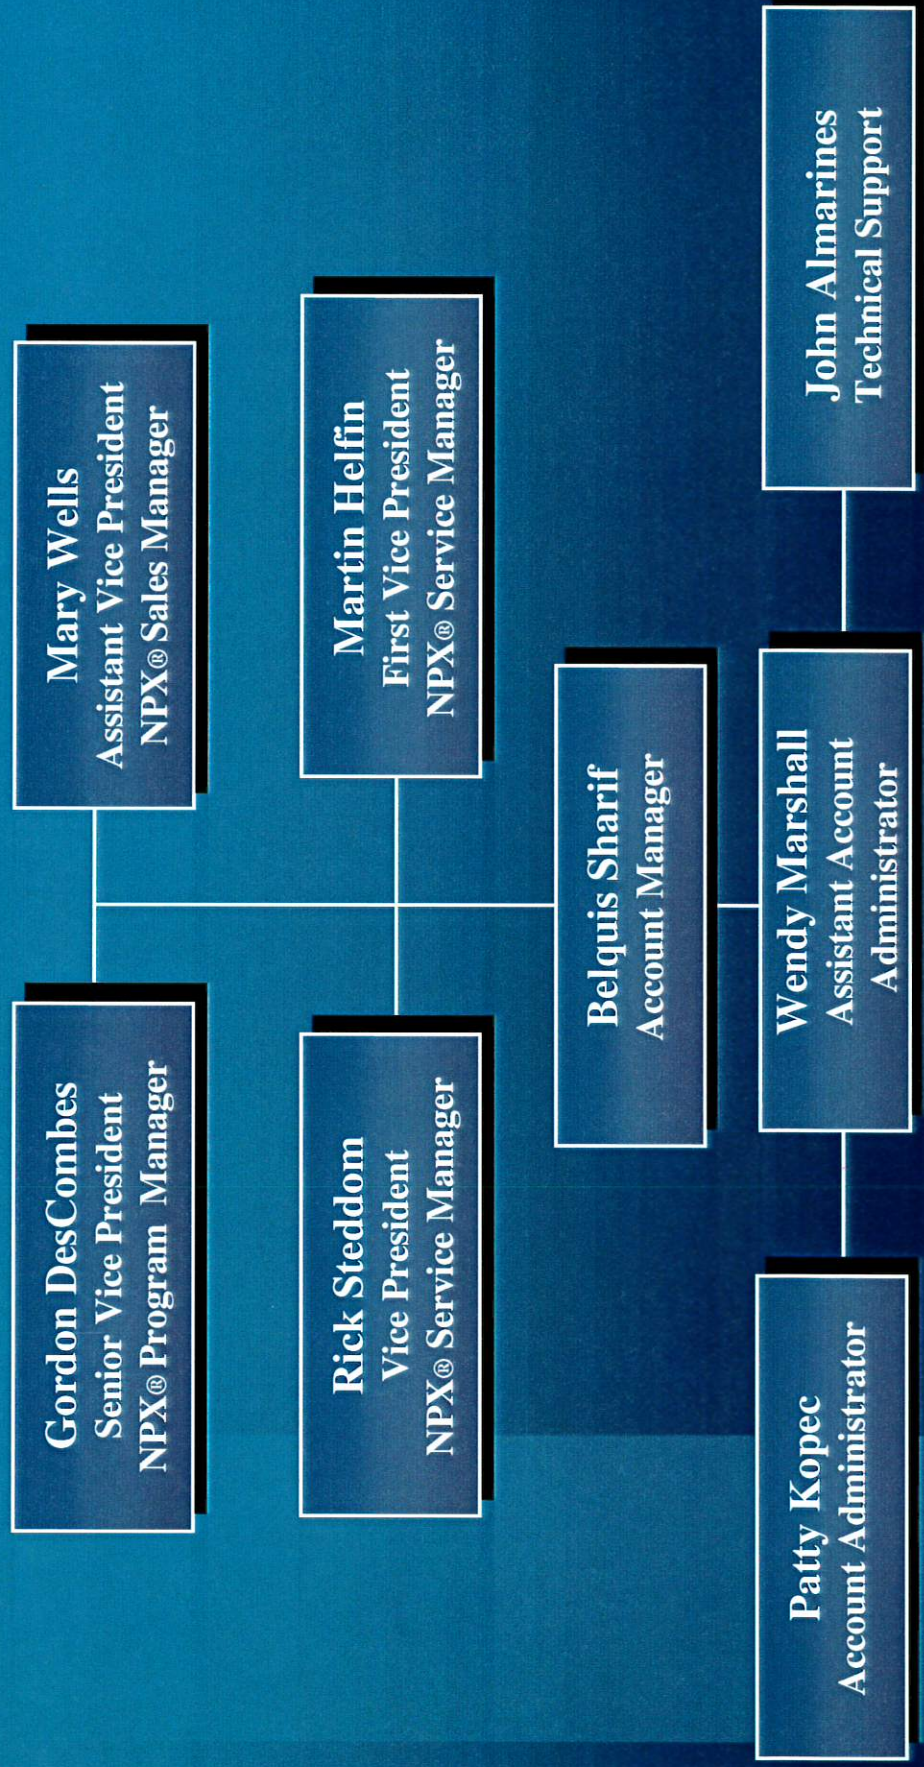 Gordon DesCombes
Senior Vice President
NPX® Program Manager
Mary Wells
Assistant Vice President
NPX® Sales Manager
Rick Steddom
Vice President
NPX® Service Manager
Martin Helfin
First Vice President
NPX® Service Manager
Belquis Sharif
Account Manager
Patty Kopec
Account Administrator
Wendy Marshall
Assistant Account
Administrator
John Almarines
Technical Support